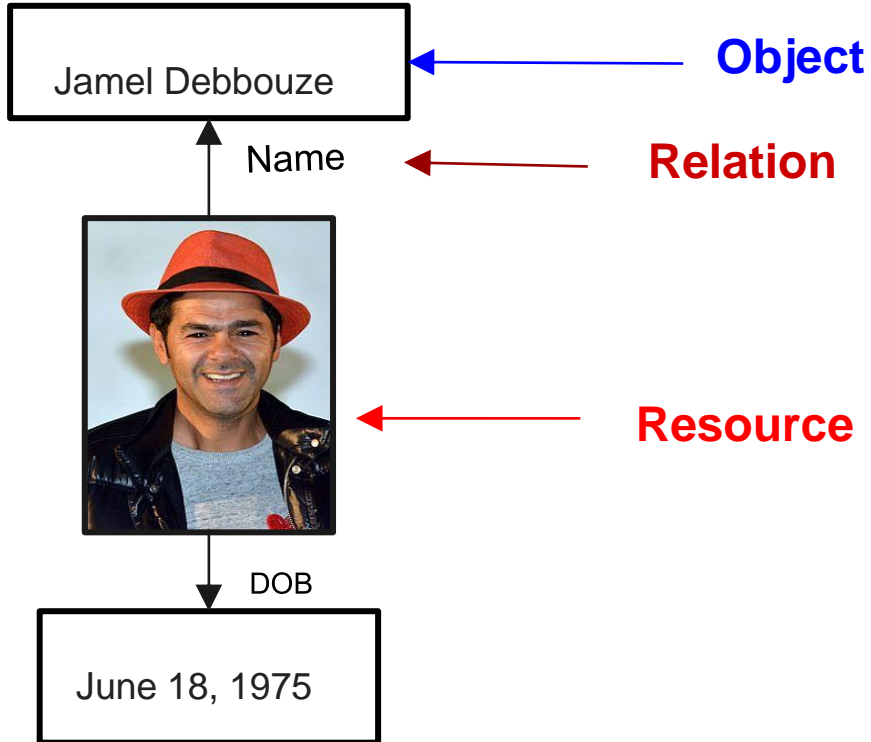 Jamel Debbouze
Object
Name
Relation
Resource
DOB
June 18, 1975